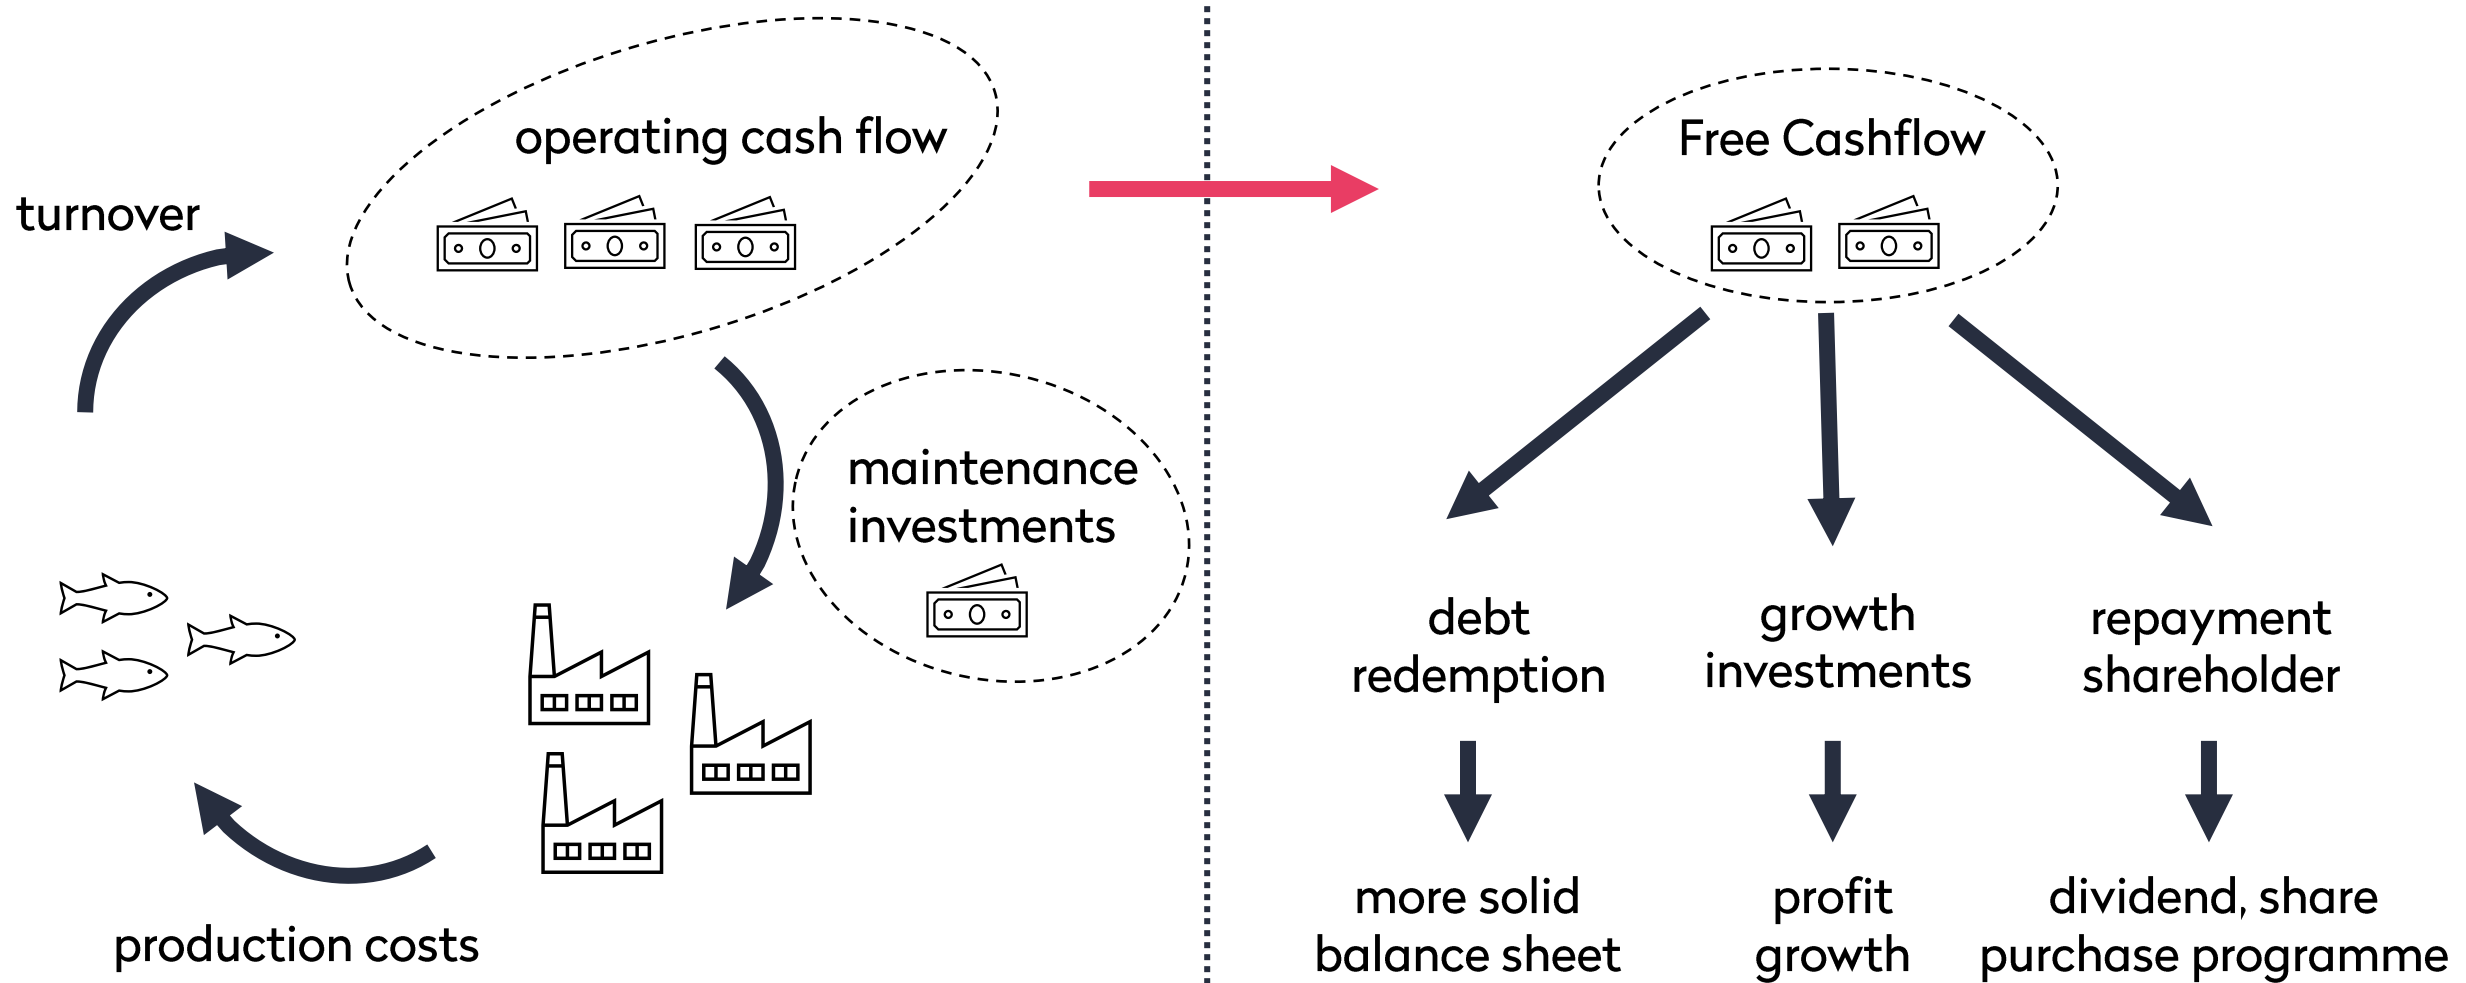 operating cash flow
turnover
maintenance
investments
production costs
Free Cashflow
debt
redemption
growth
investments
repayment
shareholder
more solid
balance sheet
profit
growth
dividend, share
purchase programme